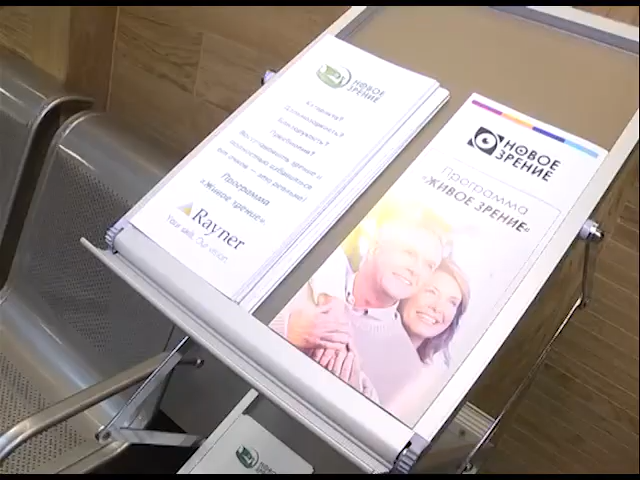 НОВОЕ
ЗРЕНИЕ
Катаракта?
Дальнозоркость?
Близорукость?
Пресбиопия?
Восстановить зрение и
полностью избавиться
от очков – это реально!
Программа
«Живое зрение».
Rayner
Your skill. Our vision.
НОВОЕ
ЗРЕНИЕ
Программа
«ЖИВОЕ ЗРЕНИЕ»
НОВОЕ